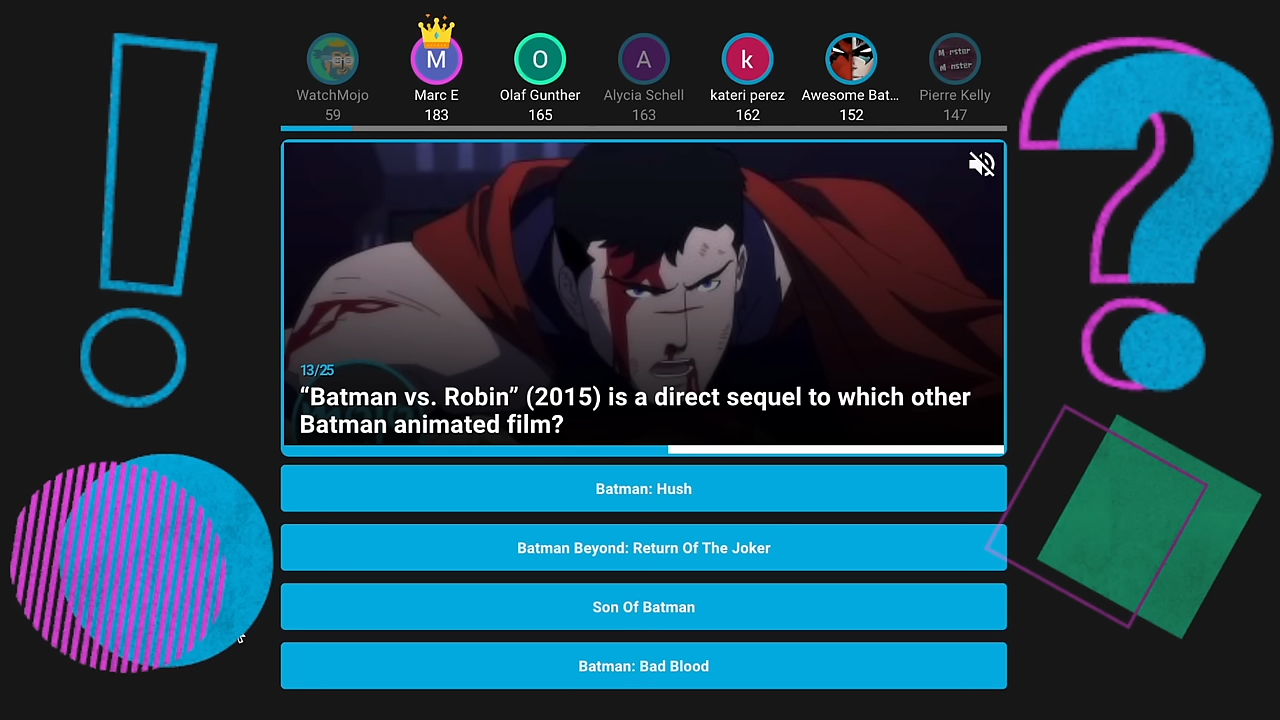 WatchMojo
59
M
Marc E
183
O
Olaf Gunther
165
A
Alycia Schell
163
k
kateri perez
162
Awesome Bat...
152
Pierre Kelly
147
13/25
“Batman vs. Robin” (2015) is a direct sequel to which other
Batman animated film?
Batman: Hush
Batman Beyond: Return Of The Joker
Son Of Batman
Batman: Bad Blood
! ?